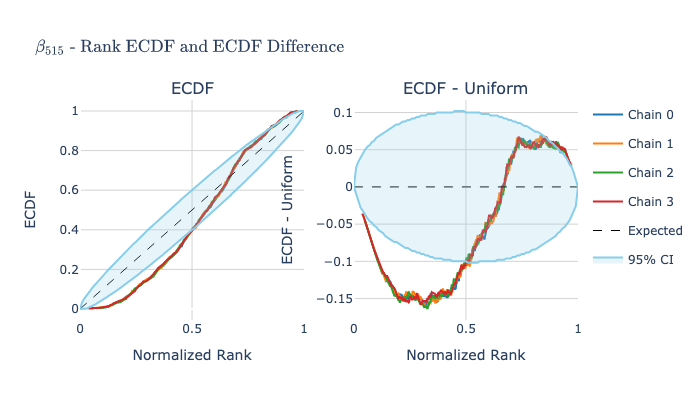 β515 - Rank ECDF and ECDF Difference
ECDF
ECDF - Uniform
1
0.8
0.6
0.4
0.2
0
ECDF
0
0.5
1
Normalized Rank
0.1
0.05
0
−0.05
−0.1
−0.15
ECDF - Uniform
0
0.5
1
Normalized Rank
Chain 0
Chain 1
Chain 2
Chain 3
Expected
95% CI